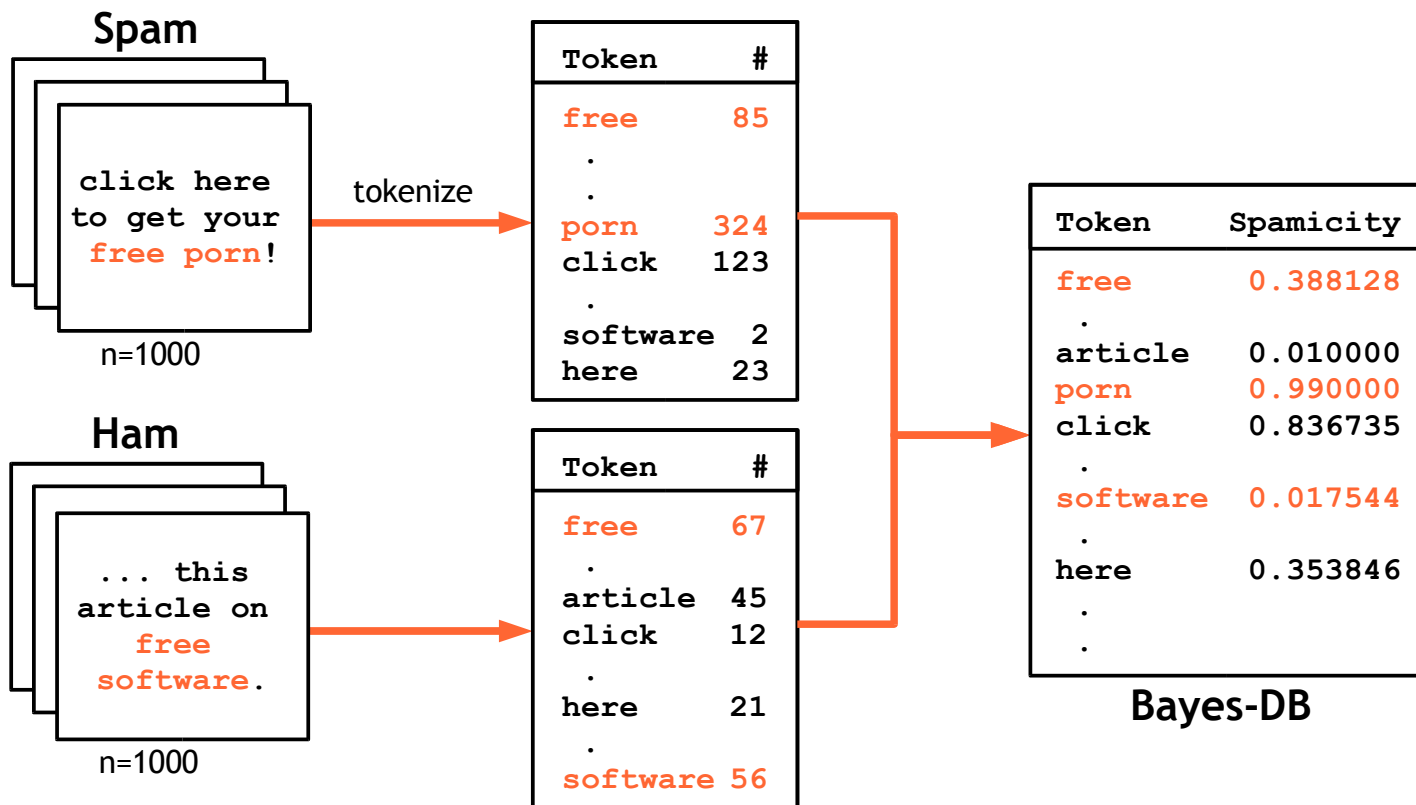 Spam
click here
to get your
free porn!
n=1000
tokenize
Token #
free 85
.
.
porn 324
click 123
.
software 2
here 23
Ham
... this
article on
free
software.
n=1000
Token #
free 67
.
article 45
click 12
.
here 21
.
software 56
Token Spamicity
free 0.388128
.
article 0.010000
porn 0.990000
click 0.836735
.
software 0.017544
.
here 0.353846
.
.
Bayes-DB